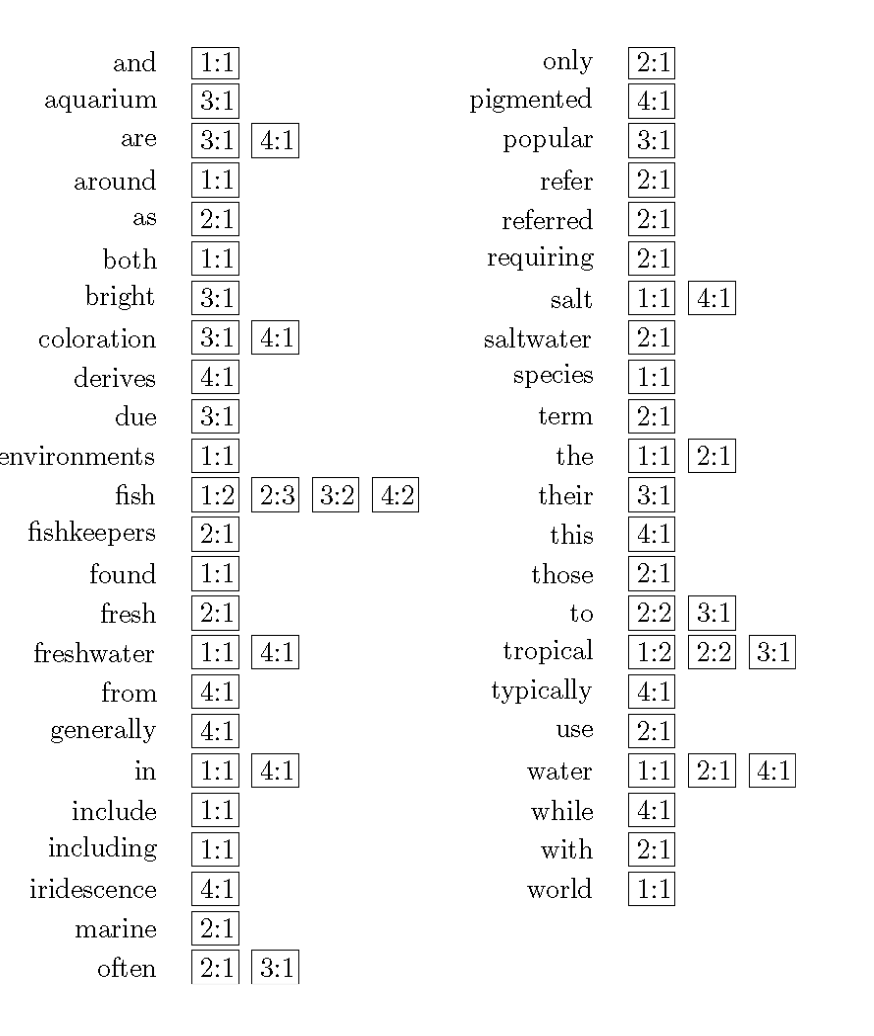 and 1:1
aquarium 3:1
are 3:1 4:1
around 1:1
as 2:1
both 1:1
bright 3:1
coloration 3:1 4:1
derives 4:1
due 3:1
environments 1:1
fish 1:2 2:3 3:2 4:2
fishkeepers 2:1
found 1:1
fresh 2:1
freshwater 1:1 4:1
from 4:1
generally 4:1
in 1:1 4:1
include 1:1
including 1:1
iridescence 4:1
marine 2:1
often 2:1 3:1
only 2:1
pigmented 4:1
popular 3:1
refer 2:1
referred 2:1
requiring 2:1
salt 1:1 4:1
saltwater 2:1
species 1:1
term 2:1
the 1:1 2:1
their 3:1
this 4:1
those 2:1
to 2:2 3:1
tropical 1:2 2:2 3:1
typically 4:1
use 2:1
water 1:1 2:1 4:1
while 4:1
with 2:1
world 1:1